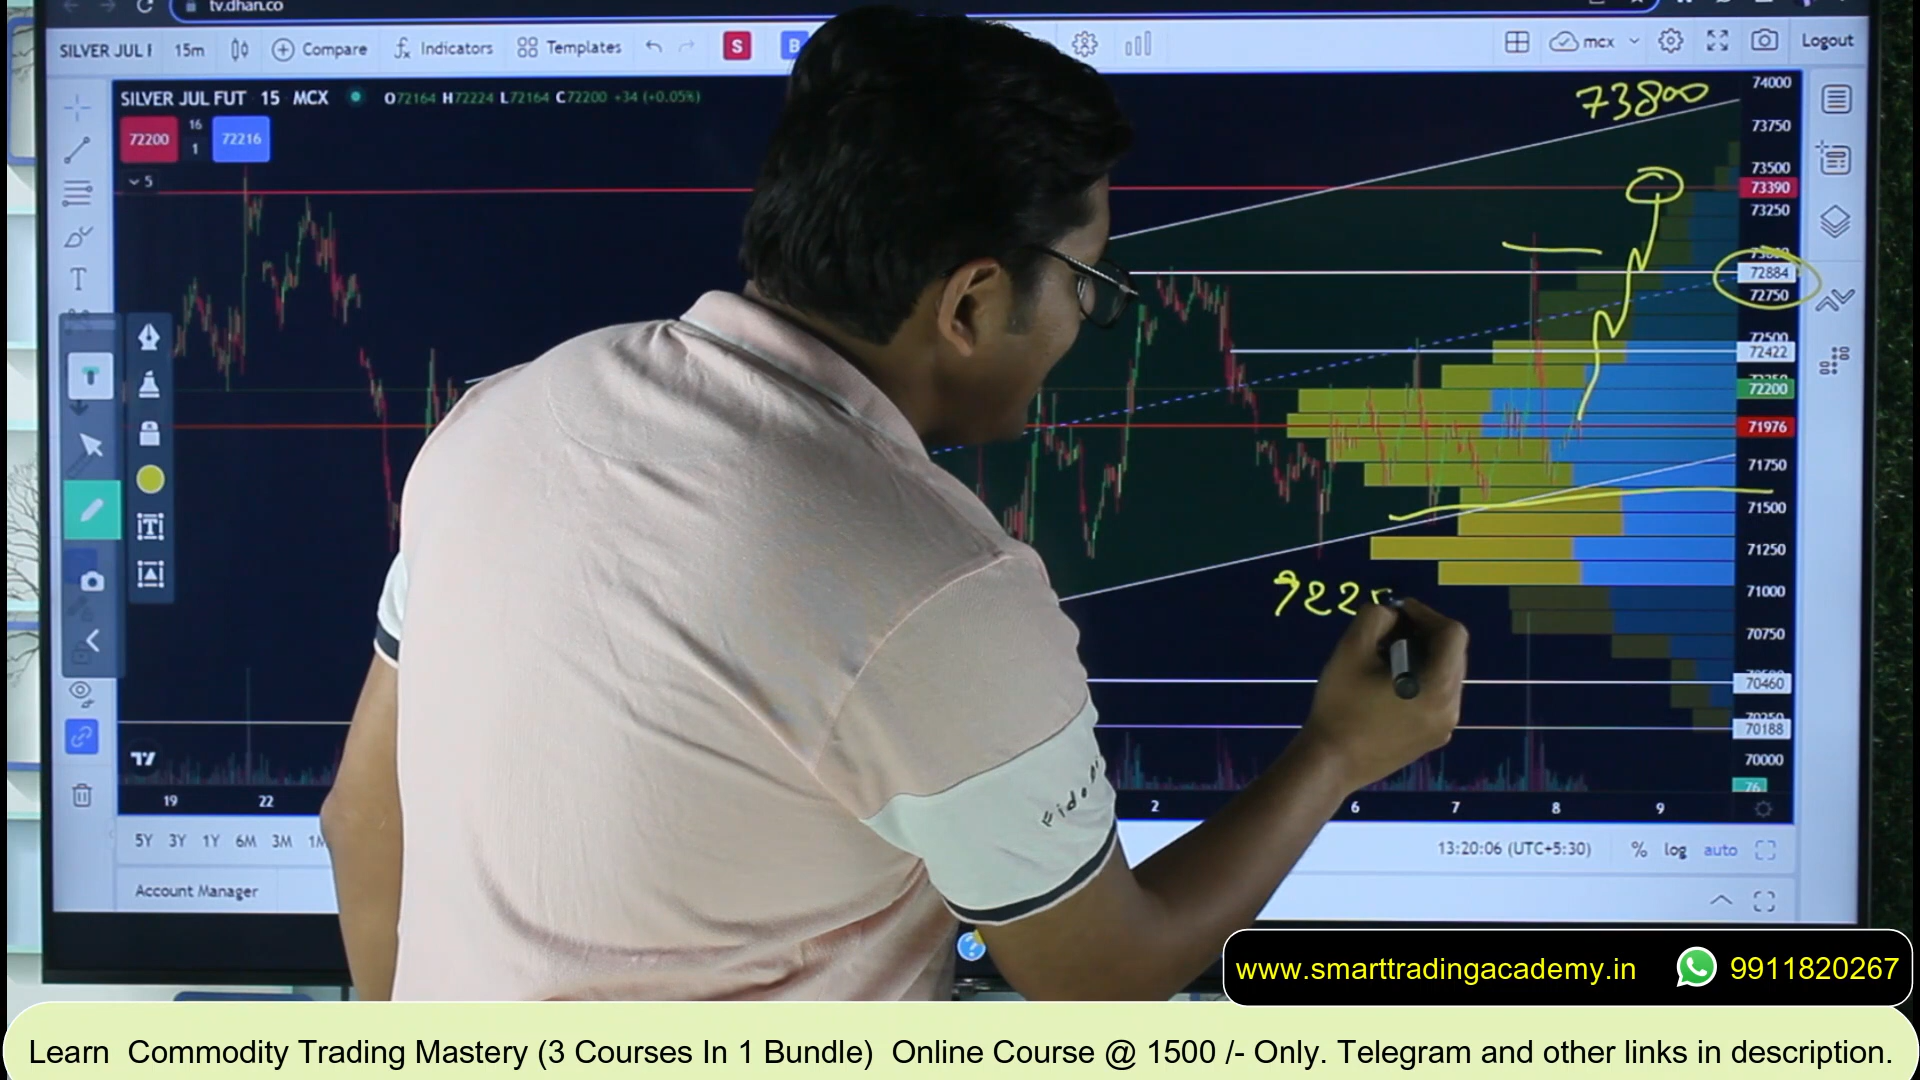 tv.dhan.co
SILVER JUL F 15m Compare Indicators Templates S B mcx Logout
SILVER JUL FUT 15 MCX O72164 H72224 L72164 C72200 +34 (+0.05%)
72200 16 1 72216
5
73800
74000
73750
73500
73390
73250
72884
72750
72500
72422
72200
71976
71750
71500
71250
71000
722
70750
70460
70188
70000
76
19 22 2 6 7 8 9
5Y 3Y 1Y 6M 3M 1M
13:20:06 (UTC+5:30) % log auto
Account Manager
www.smarttradingacademy.in 9911820267
Learn Commodity Trading Mastery (3 Courses In 1 Bundle) Online Course @ 1500 /- Only. Telegram and other links in description.